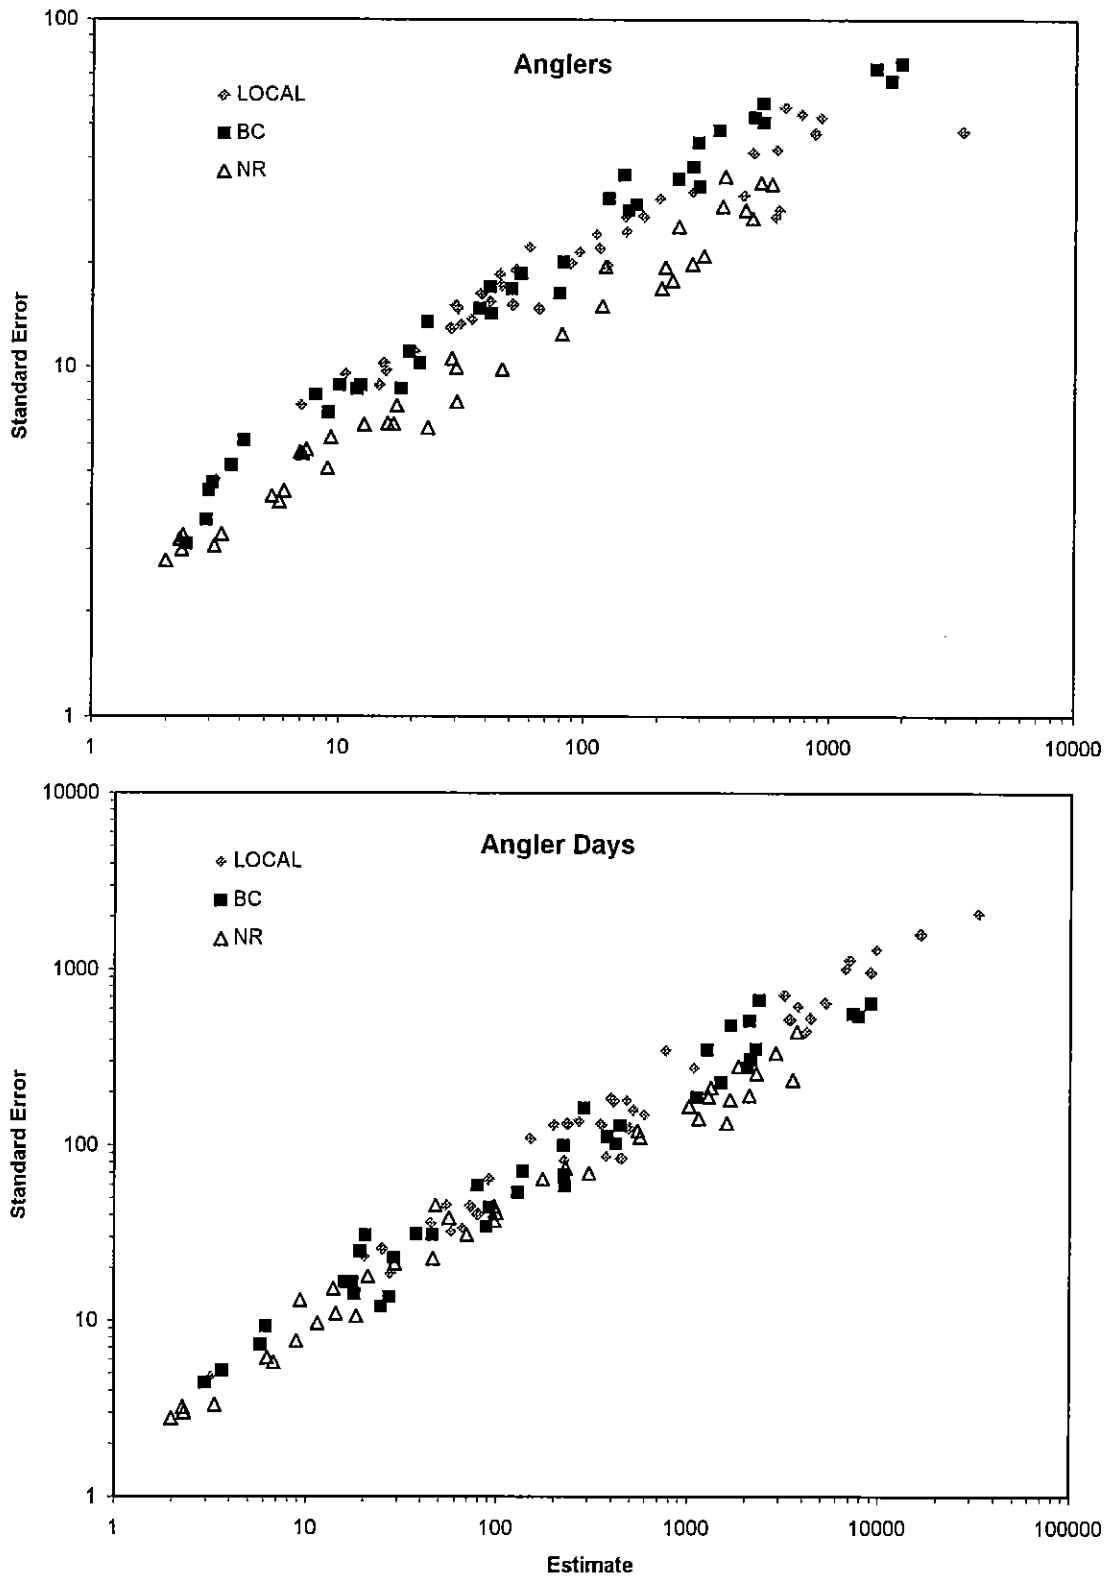 100
Anglers
LOCAL
BC
NR
10
Standard Error
1
1 10 100 1000 10000
10000
Angler Days
LOCAL
BC
NR
1000
Standard Error
100
10
1
1 10 100 1000 10000 100000
Estimate